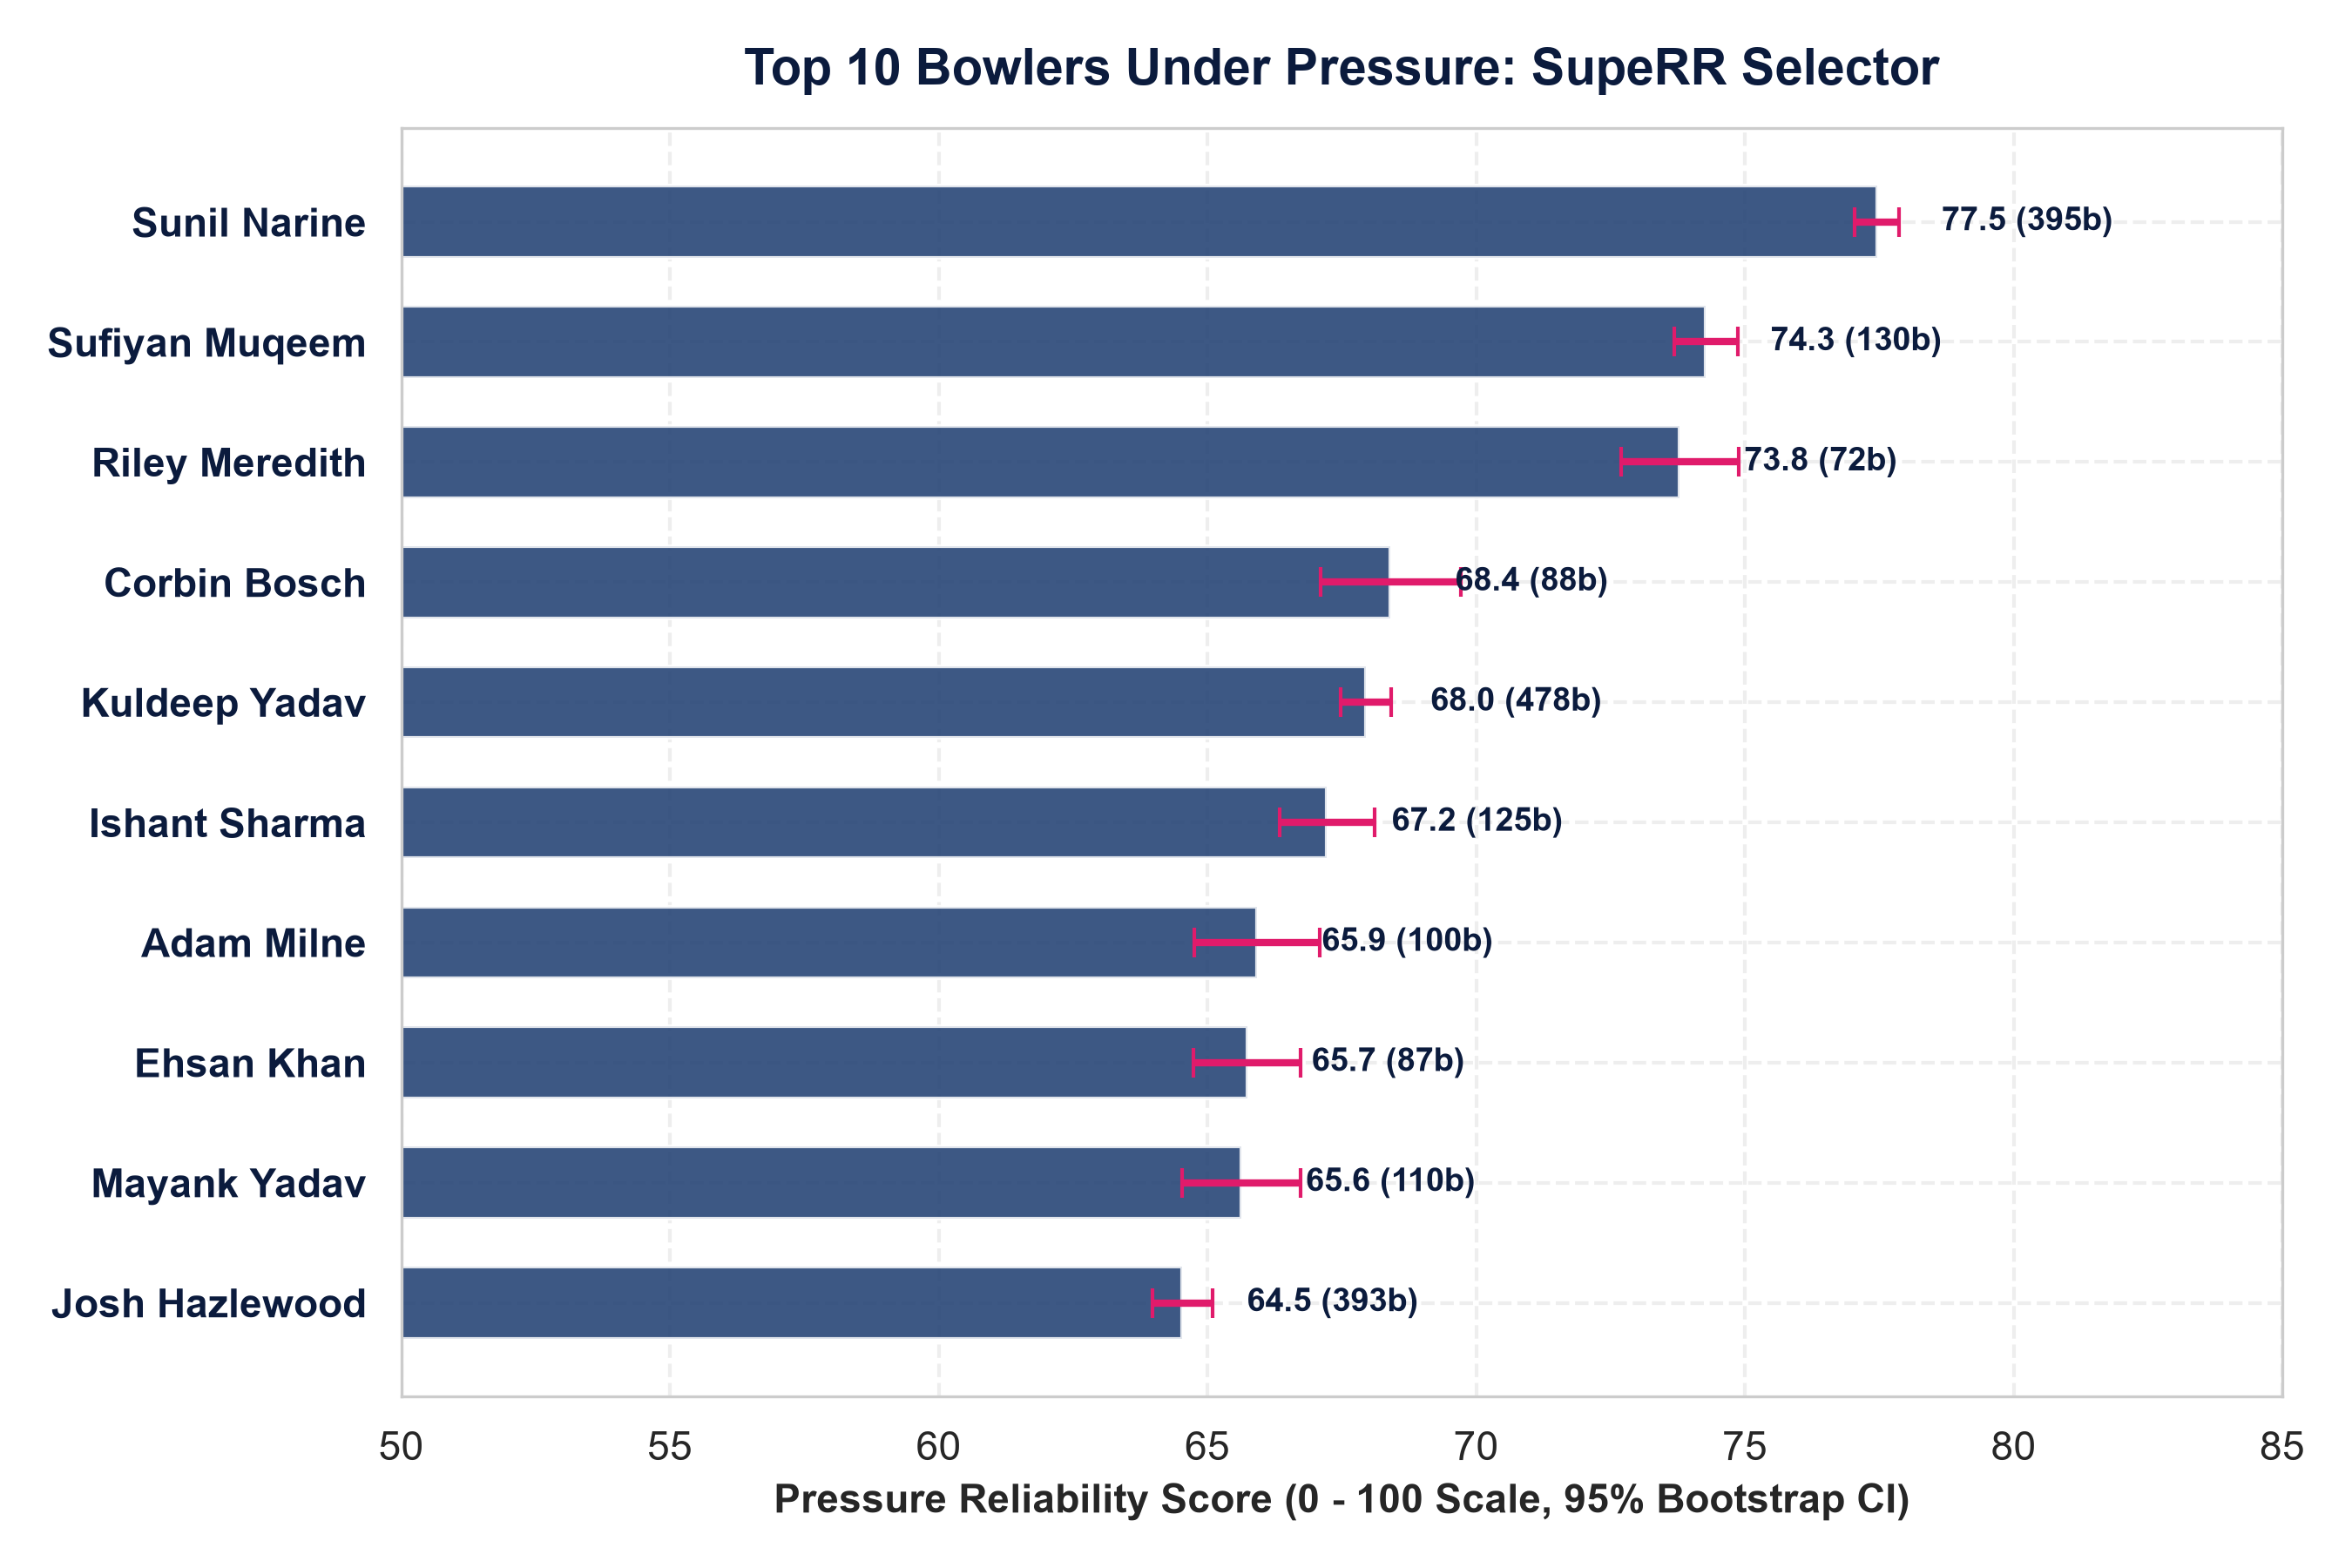 Top 10 Bowlers Under Pressure: SupeRR Selector
Sunil Narine 77.5 (395b)
Sufiyan Muqeem 74.3 (130b)
Riley Meredith 73.8 (72b)
Corbin Bosch 68.4 (88b)
Kuldeep Yadav 68.0 (478b)
Ishant Sharma 67.2 (125b)
Adam Milne 65.9 (100b)
Ehsan Khan 65.7 (87b)
Mayank Yadav 65.6 (110b)
Josh Hazlewood 64.5 (393b)
50 55 60 65 70 75 80 85
Pressure Reliability Score (0 - 100 Scale, 95% Bootstrap CI)